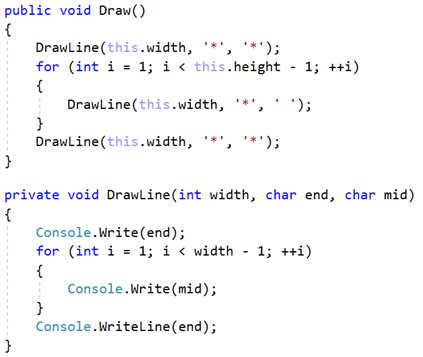 public void Draw()
{
    DrawLine(this.width, '*', '*');
    for (int i = 1; i < this.height - 1; ++i)
    {
        DrawLine(this.width, '*', ' ');
    }
    DrawLine(this.width, '*', '*');
}

private void DrawLine(int width, char end, char mid)
{
    Console.Write(end);
    for (int i = 1; i < width - 1; ++i)
    {
        Console.Write(mid);
    }
    Console.WriteLine(end);
}